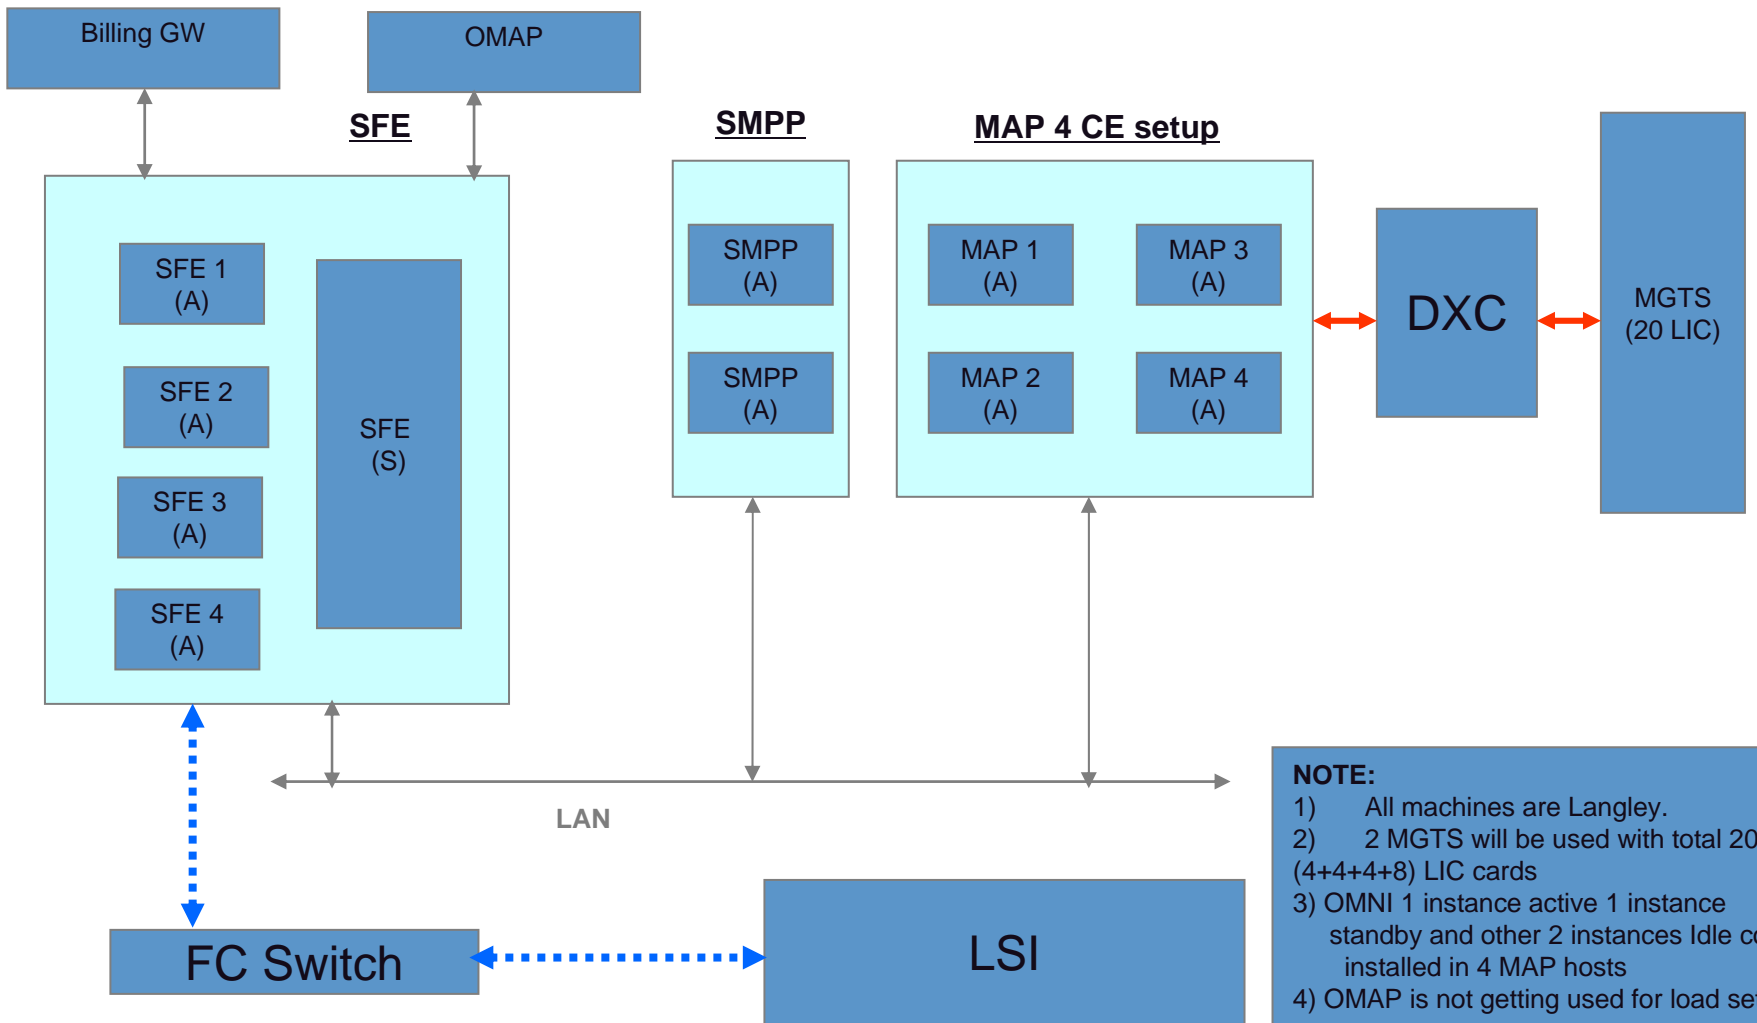 Billing GW
OMAP
SFE
SMPP
MAP 4 CE setup
SFE 1
(A)
SFE 2
(A)
SFE 3
(A)
SFE 4
(A)
SFE
(S)
SMPP
(A)
SMPP
(A)
MAP 1
(A)
MAP 3
(A)
MAP 2
(A)
MAP 4
(A)
DXC
MGTS
(20 LIC)
LAN
FC Switch
LSI
NOTE:
1) All machines are Langley.
2) 2 MGTS will be used with total 20
(4+4+4+8) LIC cards
3) OMNI 1 instance active 1 instance
standby and other 2 instances Idle
installed in 4 MAP hosts
4) OMAP is not getting used for load